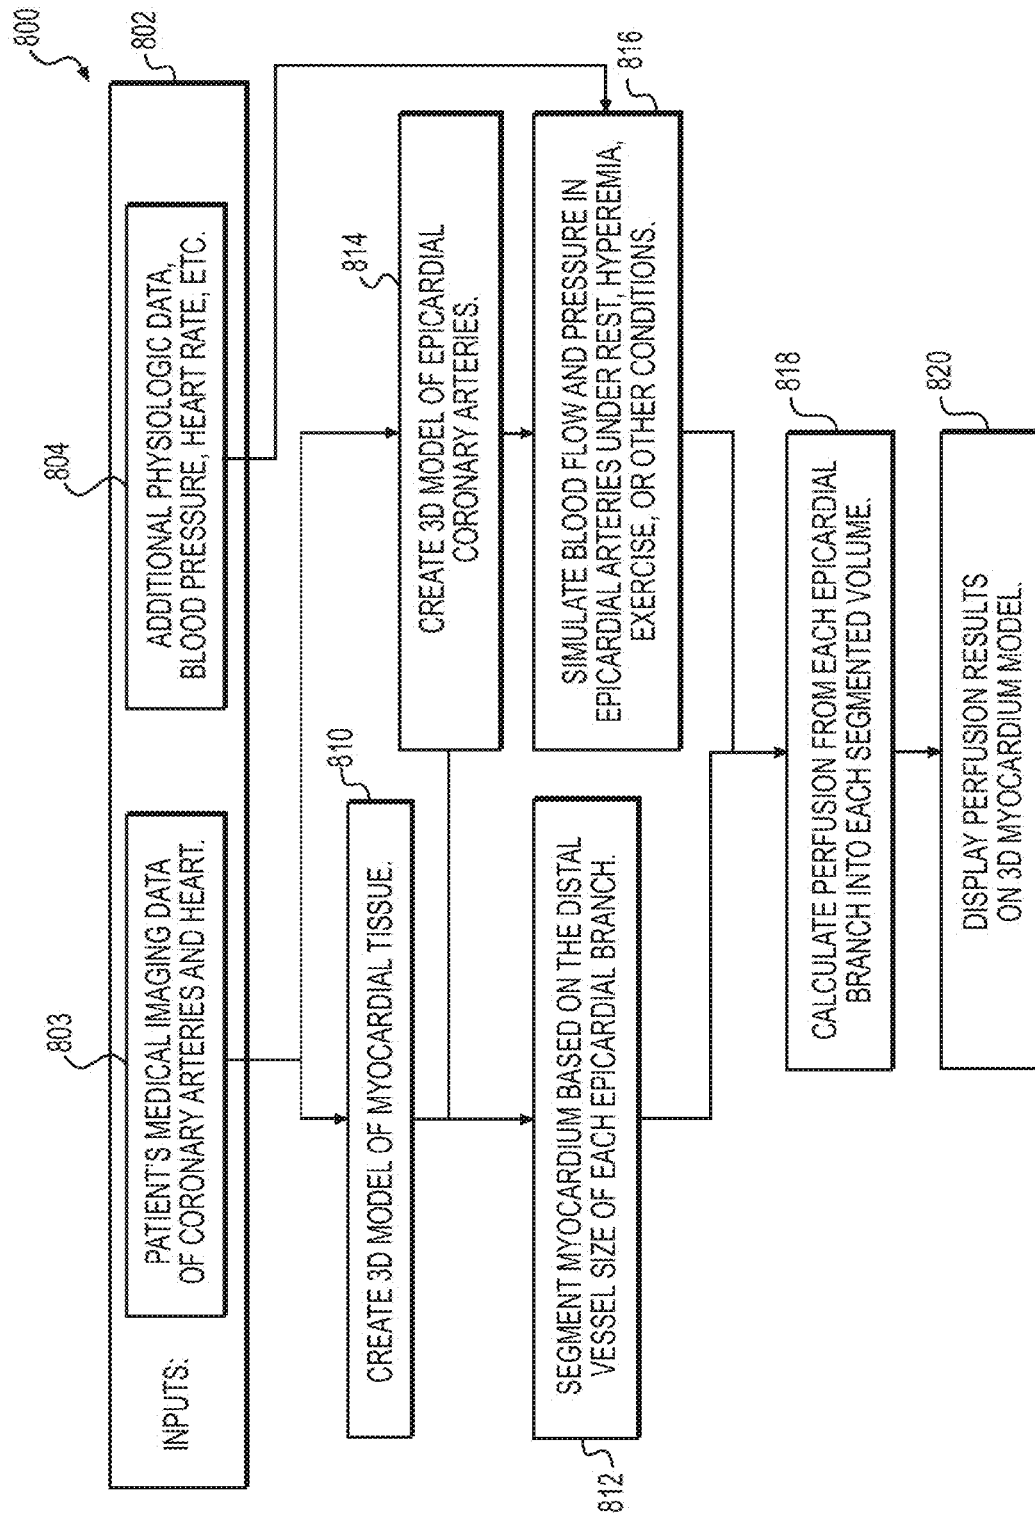 800
802
INPUTS:
803
PATIENT'S MEDICAL IMAGING DATA
OF CORONARY ARTERIES AND HEART.
804
ADDITIONAL PHYSIOLOGIC DATA,
BLOOD PRESSURE, HEART RATE, ETC.
810
CREATE 3D MODEL OF MYOCARDIAL TISSUE.
814
CREATE 3D MODEL OF EPICARDIAL
CORONARY ARTERIES.
812
SEGMENT MYOCARDIUM BASED ON THE DISTAL
VESSEL SIZE OF EACH EPICARDIAL BRANCH.
816
SIMULATE BLOOD FLOW AND PRESSURE IN
EPICARDIAL ARTERIES UNDER REST, HYPEREMIA,
EXERCISE, OR OTHER CONDITIONS.
818
CALCULATE PERFUSION FROM EACH EPICARDIAL
BRANCH INTO EACH SEGMENTED VOLUME.
820
DISPLAY PERFUSION RESULTS
ON 3D MYOCARDIUM MODEL.